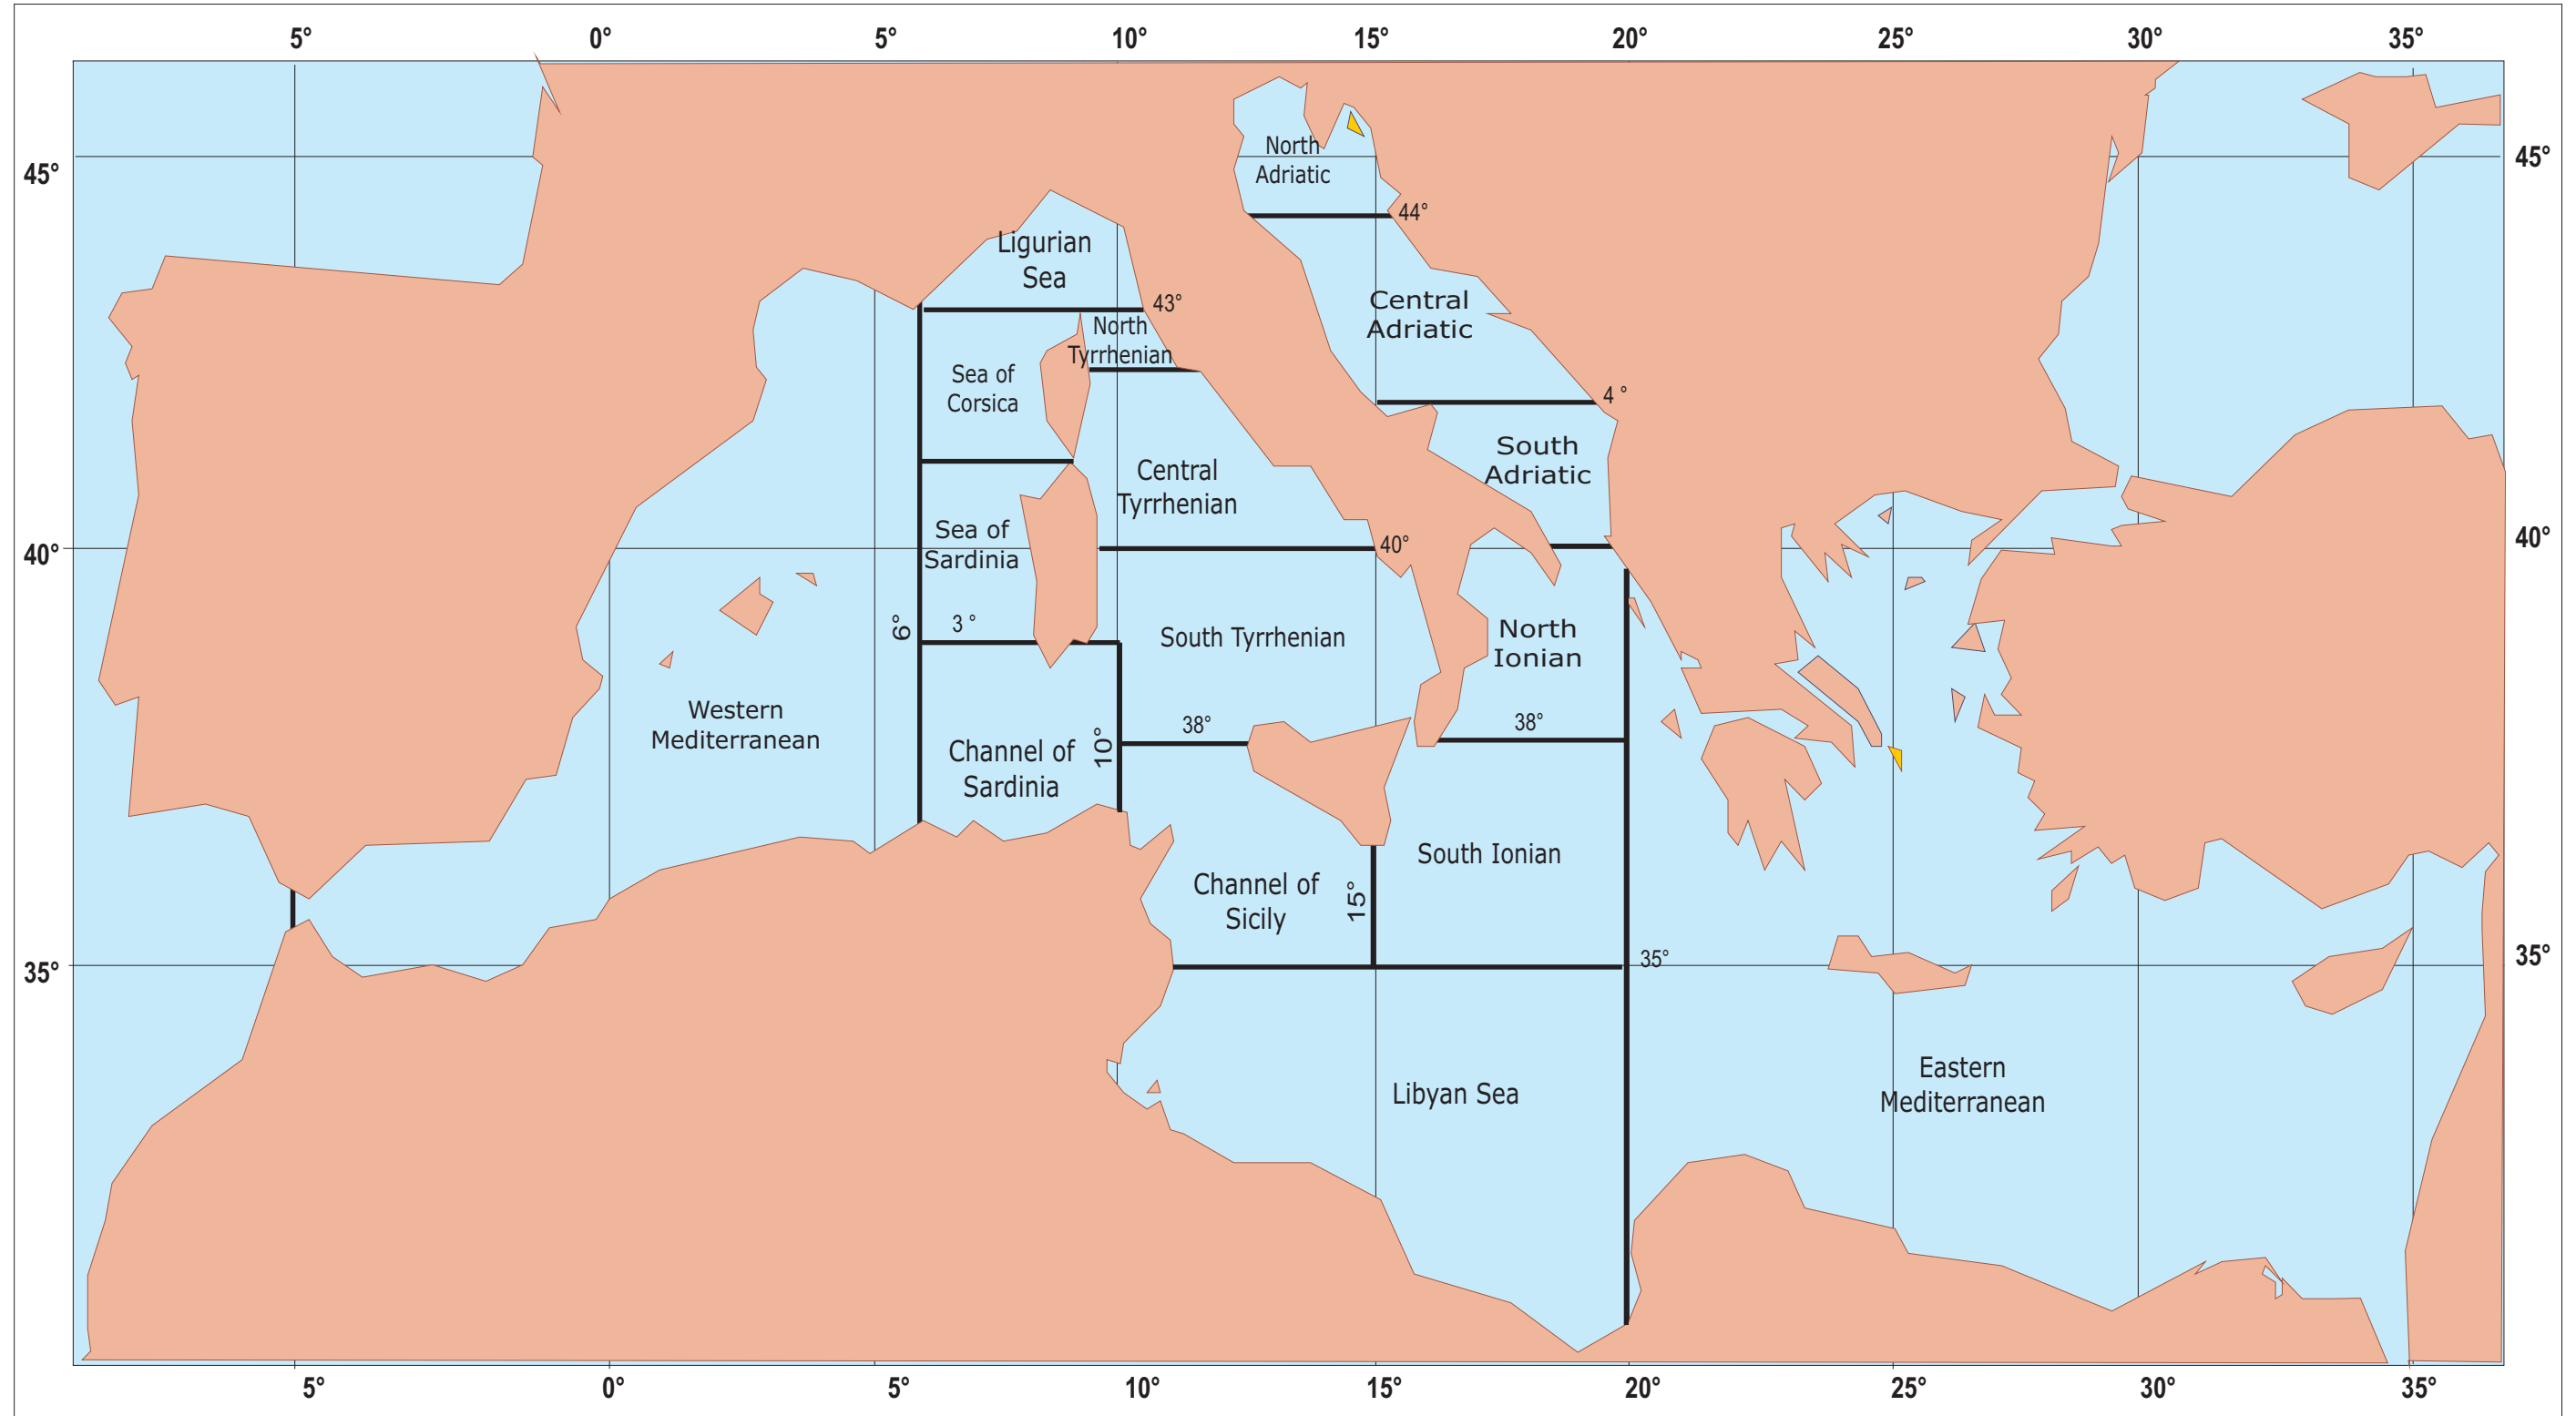 5° 0° 5° 10° 15° 20° 25° 30° 35°
45°
45°
North
Adriatic
44°
Ligurian
Sea
43°
Central
Adriatic
North
Tyrrhenian
Sea of
Corsica
4 °
South
Adriatic
Central
Tyrrhenian
40°
40°
40°
Sea of
Sardinia
3 °
6°
South Tyrrhenian
North
Ionian
Western
Mediterranean
38°
38°
10°
Channel of
Sardinia
South Ionian
Channel of
Sicily
15°
35°
35°
35°
Libyan Sea
Eastern
Mediterranean
5° 0° 5° 10° 15° 20° 25° 30° 35°